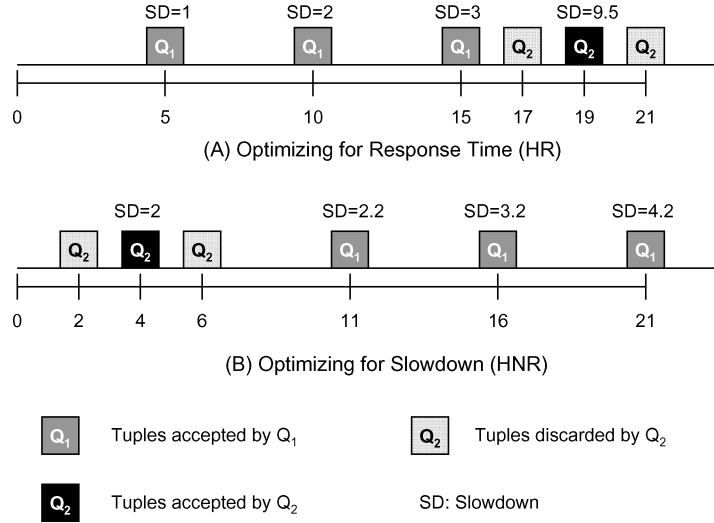 SD=1 SD=2 SD=3 SD=9.5
Q1 Q1 Q1 Q2 Q2 Q2
0 5 10 15 17 19 21
(A) Optimizing for Response Time (HR)
SD=2 SD=2.2 SD=3.2 SD=4.2
Q2 Q2 Q2 Q1 Q1 Q1
0 2 4 6 11 16 21
(B) Optimizing for Slowdown (HNR)
Q1 Tuples accepted by Q1 Q2 Tuples discarded by Q2
Q2 Tuples accepted by Q2 SD: Slowdown